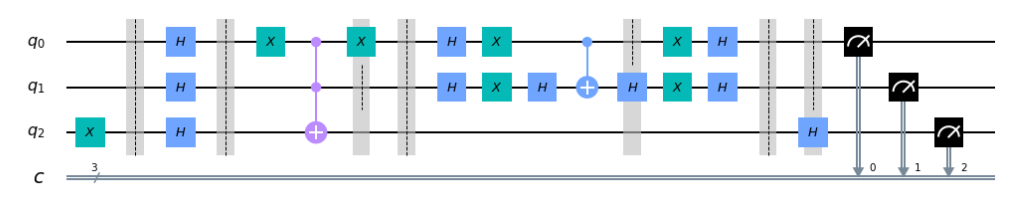 q0 H X X H X X H
q1 H H X H H X H
q2 X H H
c 3 0 1 2